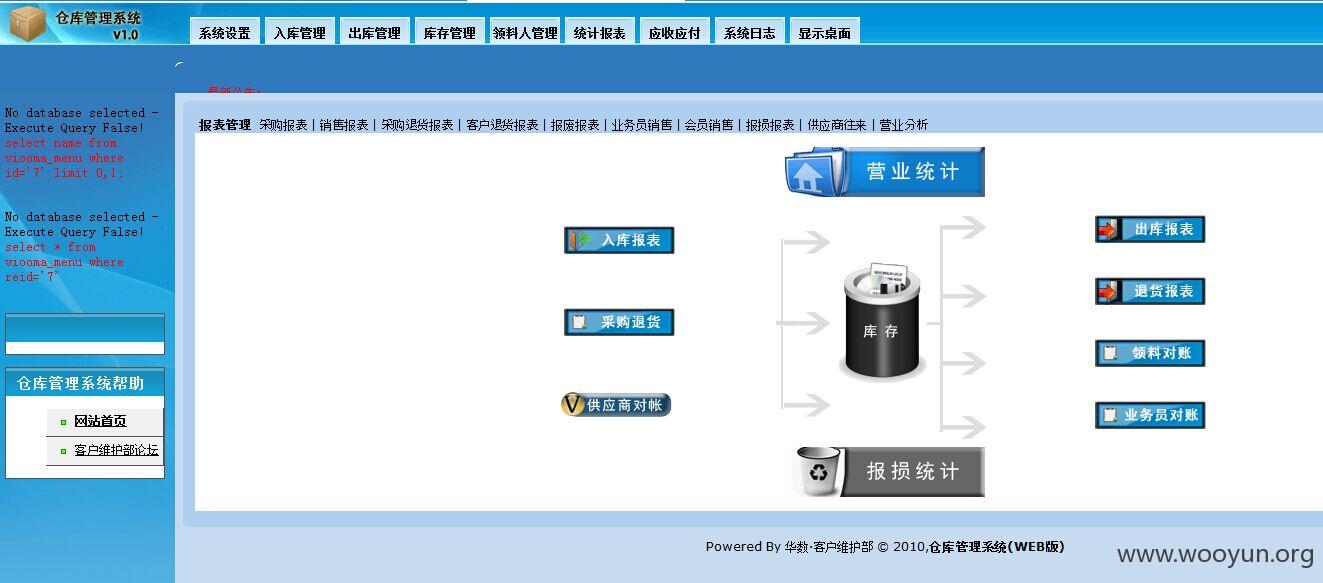 仓库管理系统
v1.0
系统设置 入库管理 出库管理 库存管理 领料人管理 统计报表 应收应付 系统日志 显示桌面
最新公告:
No database selected -
Execute Query False!
select name from
viooma_menu where
id='7' limit 0,1;
No database selected -
Execute Query False!
select * from
viooma_menu where
reid='7'
仓库管理系统帮助
网站首页
客户维护部论坛
报表管理 采购报表 | 销售报表 | 采购退货报表 | 客户退货报表 | 报废报表 | 业务员销售 | 会员销售 | 报损报表 | 供应商往来 | 营业分析
营业统计
入库报表
采购退货
供应商对帐
库存
出库报表
退货报表
领料对账
业务员对账
报损统计
Powered By 华数·客户维护部 © 2010,仓库管理系统(WEB版)
www.wooyun.org